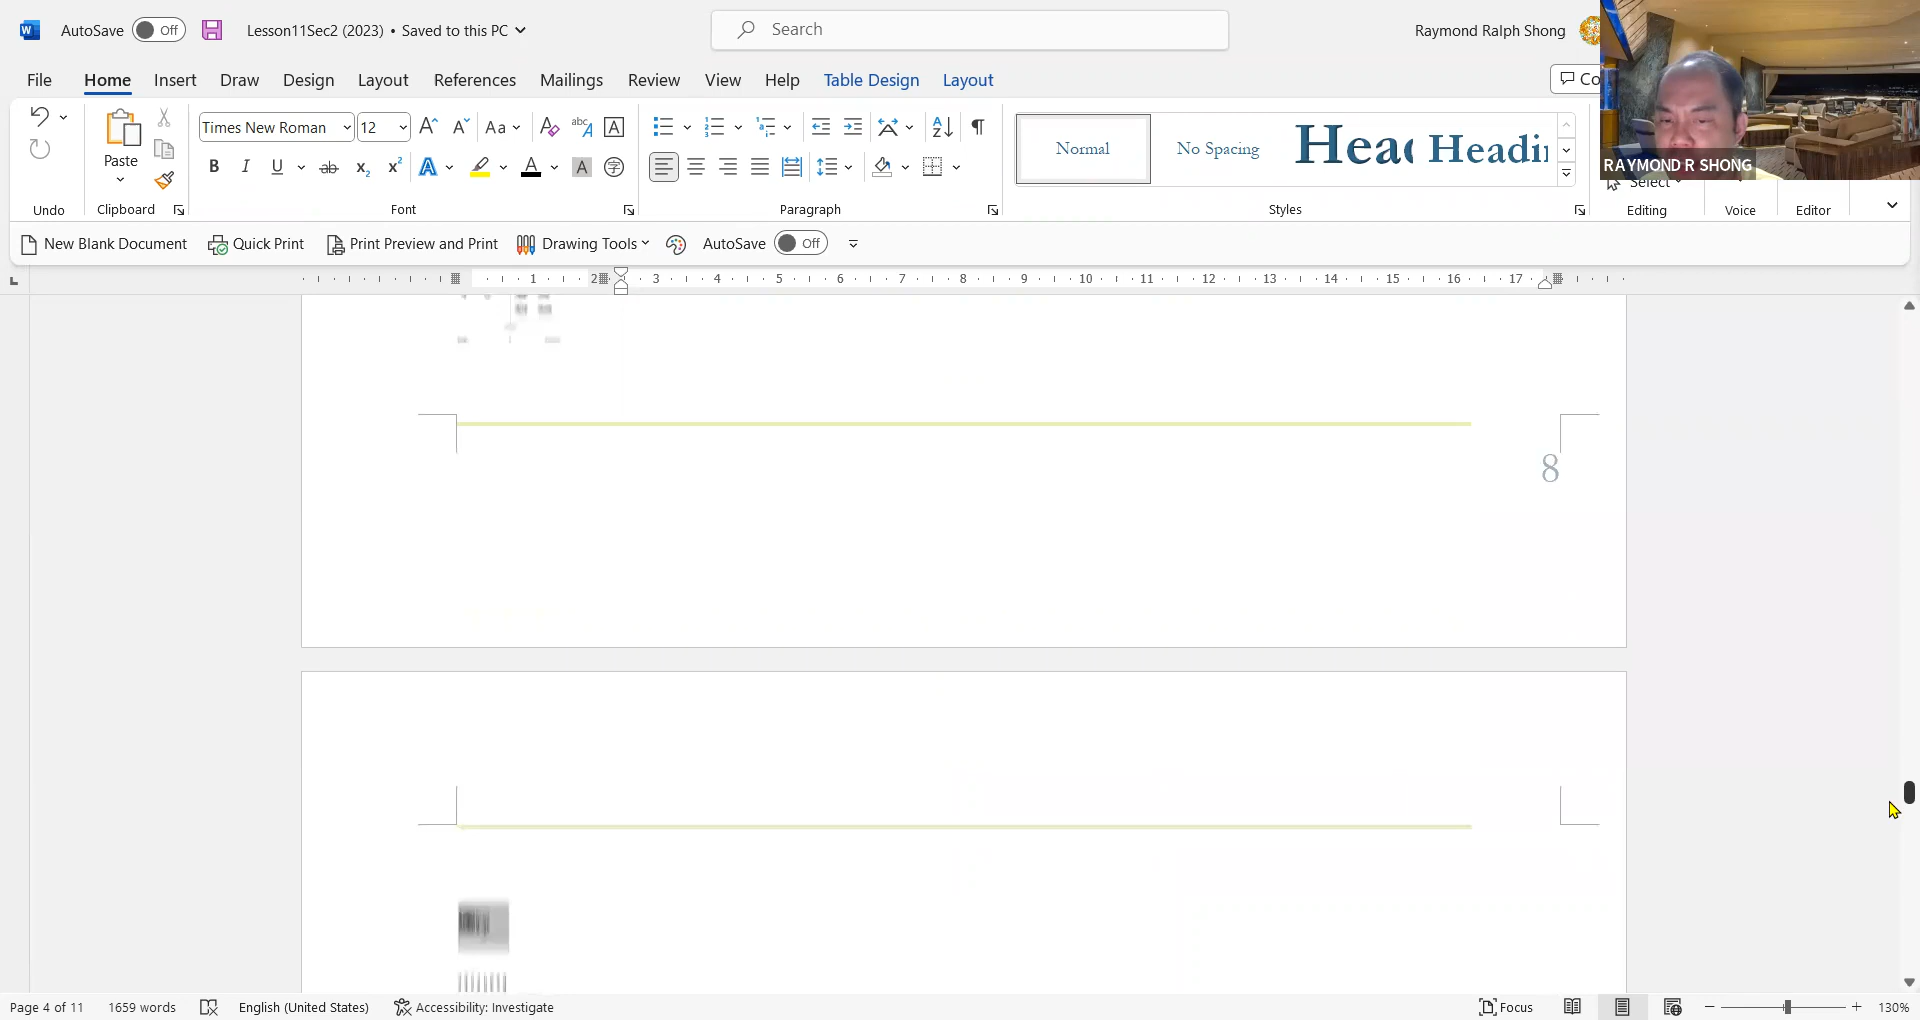 AutoSave Off Lesson11Sec2 (2023) • Saved to this PC Search Raymond Ralph Shong
File Home Insert Draw Design Layout References Mailings Review View Help Table Design Layout Co
Paste Times New Roman 12 Aa Normal No Spacing Head Headin
RAYMOND R SHONG
Select
Undo Clipboard Font Paragraph Styles Editing Voice Editor
New Blank Document Quick Print Print Preview and Print Drawing Tools AutoSave Off
1 2 3 4 5 6 7 8 9 10 11 12 13 14 15 16 17
8
Page 4 of 11 1659 words English (United States) Accessibility: Investigate Focus 130%